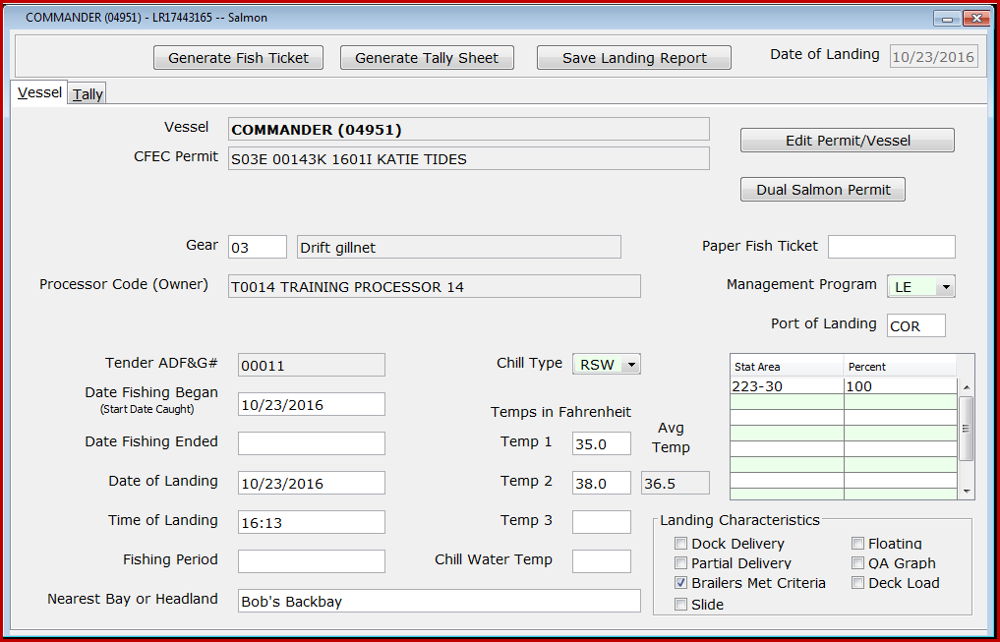 COMMANDER (04951) - LR17443165 -- Salmon
Generate Fish Ticket Generate Tally Sheet Save Landing Report Date of Landing 10/23/2016
Vessel Tally
Vessel COMMANDER (04951) Edit Permit/Vessel
CFEC Permit S03E 00143K 1601I KATIE TIDES
Dual Salmon Permit
Gear 03 Drift gillnet Paper Fish Ticket
Processor Code (Owner) T0014 TRAINING PROCESSOR 14 Management Program LE
Port of Landing COR
Tender ADF&G# 00011 Chill Type RSW Stat Area Percent
Date Fishing Began 223-30 100
(Start Date Caught) 10/23/2016 Temps in Fahrenheit
Date Fishing Ended Temp 1 35.0 Avg
Temp
Date of Landing 10/23/2016 Temp 2 38.0 36.5
Time of Landing 16:13 Temp 3 Landing Characteristics
Dock Delivery Floating
Fishing Period Chill Water Temp Partial Delivery QA Graph
Brailers Met Criteria Deck Load
Nearest Bay or Headland Bob's Backbay Slide